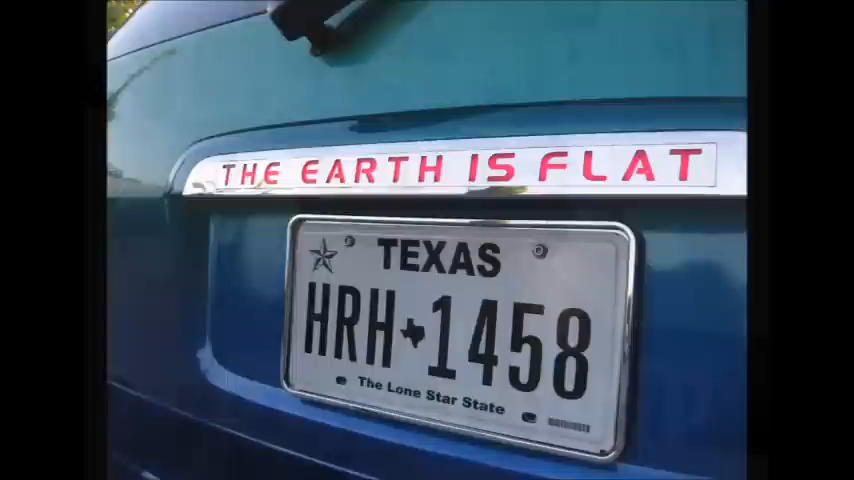 THE EARTH IS FLAT
TEXAS
HRH 1458
The Lone Star State